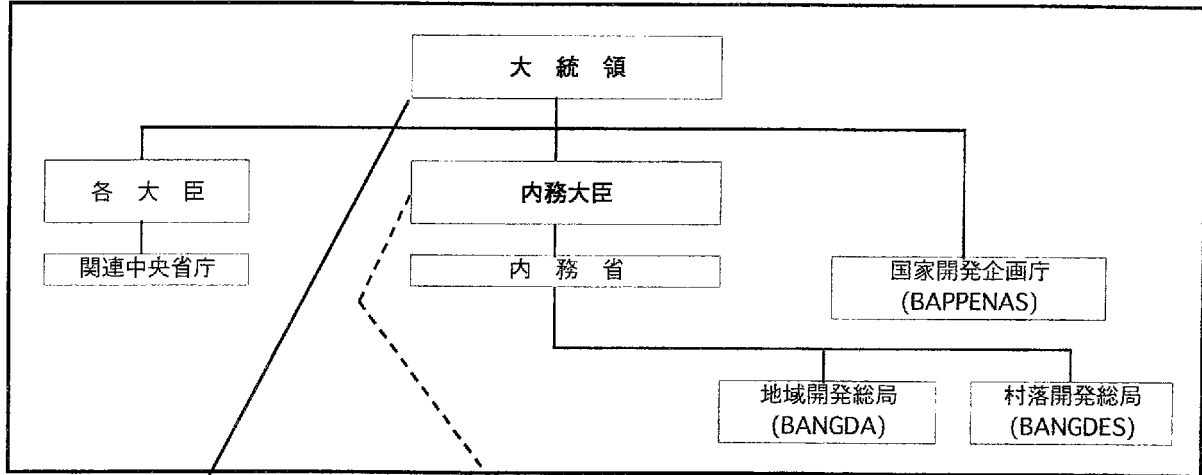 大統領
各大臣
内務大臣
関連中央省庁
内務省
国家開発企画庁
(BAPPENAS)
地域開発総局
(BANGDA)
村落開発総局
(BANGDES)